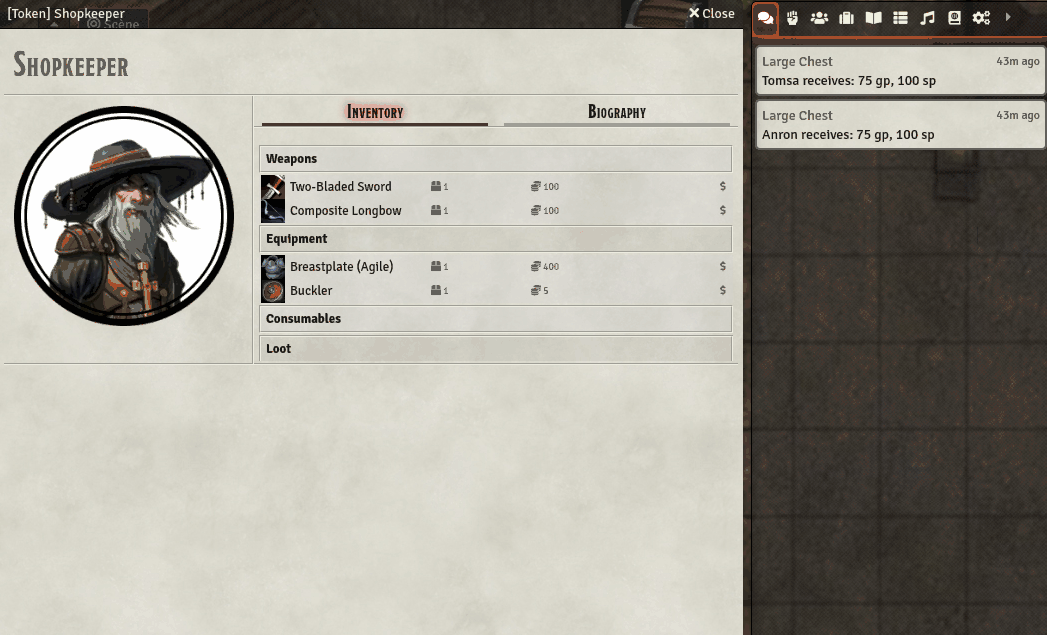 [Token] Shopkeeper
Scene
Close
Shopkeeper
Inventory
Biography
Weapons
Two-Bladed Sword 1 100 $
Composite Longbow 1 100 $
Equipment
Breastplate (Agile) 1 400 $
Buckler 1 5 $
Consumables
Loot
Large Chest 43m ago
Tomsa receives: 75 gp, 100 sp
Large Chest 43m ago
Anron receives: 75 gp, 100 sp